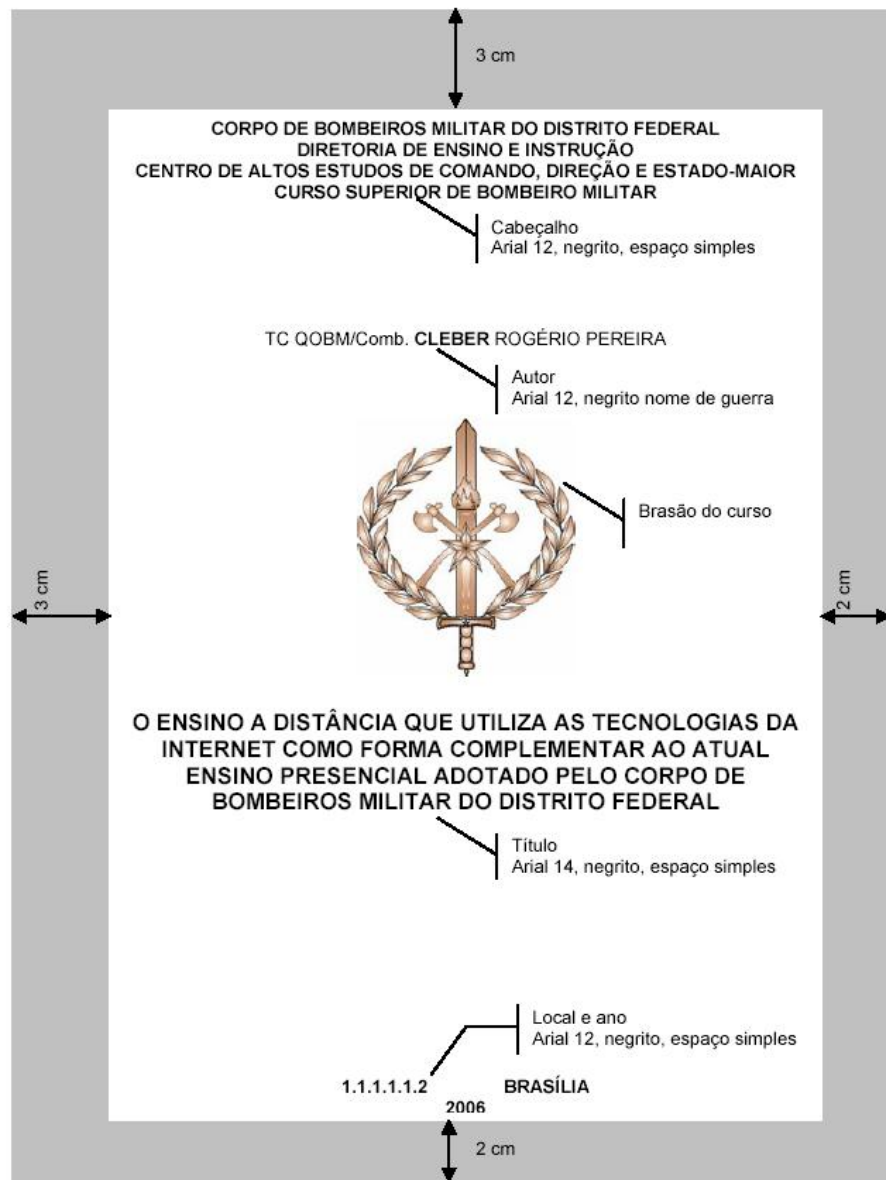 3 cm
CORPO DE BOMBEIROS MILITAR DO DISTRITO FEDERAL
DIRETORIA DE ENSINO E INSTRUÇÃO
CENTRO DE ALTOS ESTUDOS DE COMANDO, DIREÇÃO E ESTADO-MAIOR
CURSO SUPERIOR DE BOMBEIRO MILITAR
Cabeçalho
Arial 12, negrito, espaço simples
TC QOBM/Comb. CLEBER ROGÉRIO PEREIRA
Autor
Arial 12, negrito nome de guerra
Brasão do curso
3 cm
2 cm
O ENSINO A DISTÂNCIA QUE UTILIZA AS TECNOLOGIAS DA
INTERNET COMO FORMA COMPLEMENTAR AO ATUAL
ENSINO PRESENCIAL ADOTADO PELO CORPO DE
BOMBEIROS MILITAR DO DISTRITO FEDERAL
Título
Arial 14, negrito, espaço simples
Local e ano
Arial 12, negrito, espaço simples
1.1.1.1.1.2 BRASÍLIA
2006
2 cm